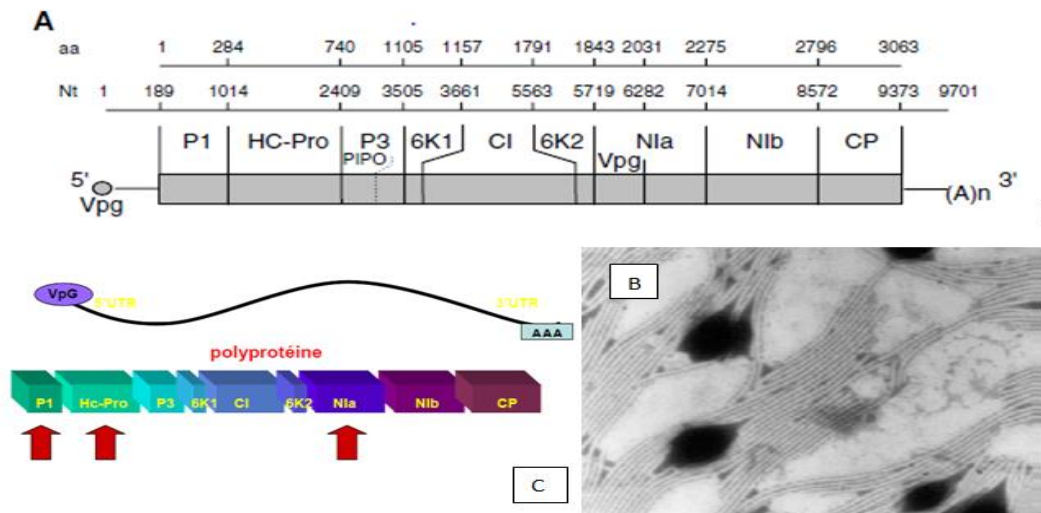 A
aa 1 284 740 1105 1157 1791 1843 2031 2275 2796 3063
Nt 1 189 1014 2409 3505 3661 5563 5719 6282 7014 8572 9373 9701
P1 HC-Pro P3 6K1 CI 6K2 NIa NIb CP
PIPO Vpg
5' 3'
Vpg (A)n
VpG 5'UTR 3'UTR
AAA
polyprotéine
P1 Hc-Pro P3 6K1 CI 6K2 NIa NIb CP
C
B